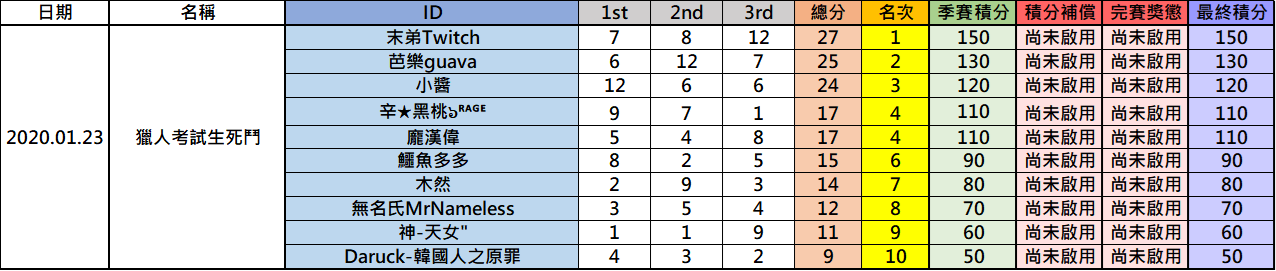 日期 名稱 ID 1st 2nd 3rd 總分 名次 季賽積分 積分補償 完賽獎懲 最終積分
末弟Twitch 7 8 12 27 1 150 尚未啟用 尚未啟用 150
芭樂guava 6 12 7 25 2 130 尚未啟用 尚未啟用 130
小醬 12 6 6 24 3 120 尚未啟用 尚未啟用 120
辛★黑桃ঌᴿᴬᴳᴱ 9 7 1 17 4 110 尚未啟用 尚未啟用 110
2020.01.23 獵人考試生死鬥 龐漢偉 5 4 8 17 4 110 尚未啟用 尚未啟用 110
鱷魚多多 8 2 5 15 6 90 尚未啟用 尚未啟用 90
木然 2 9 3 14 7 80 尚未啟用 尚未啟用 80
無名氏MrNameless 3 5 4 12 8 70 尚未啟用 尚未啟用 70
神-天女" 1 1 9 11 9 60 尚未啟用 尚未啟用 60
Daruck-韓國人之原罪 4 3 2 9 10 50 尚未啟用 尚未啟用 50